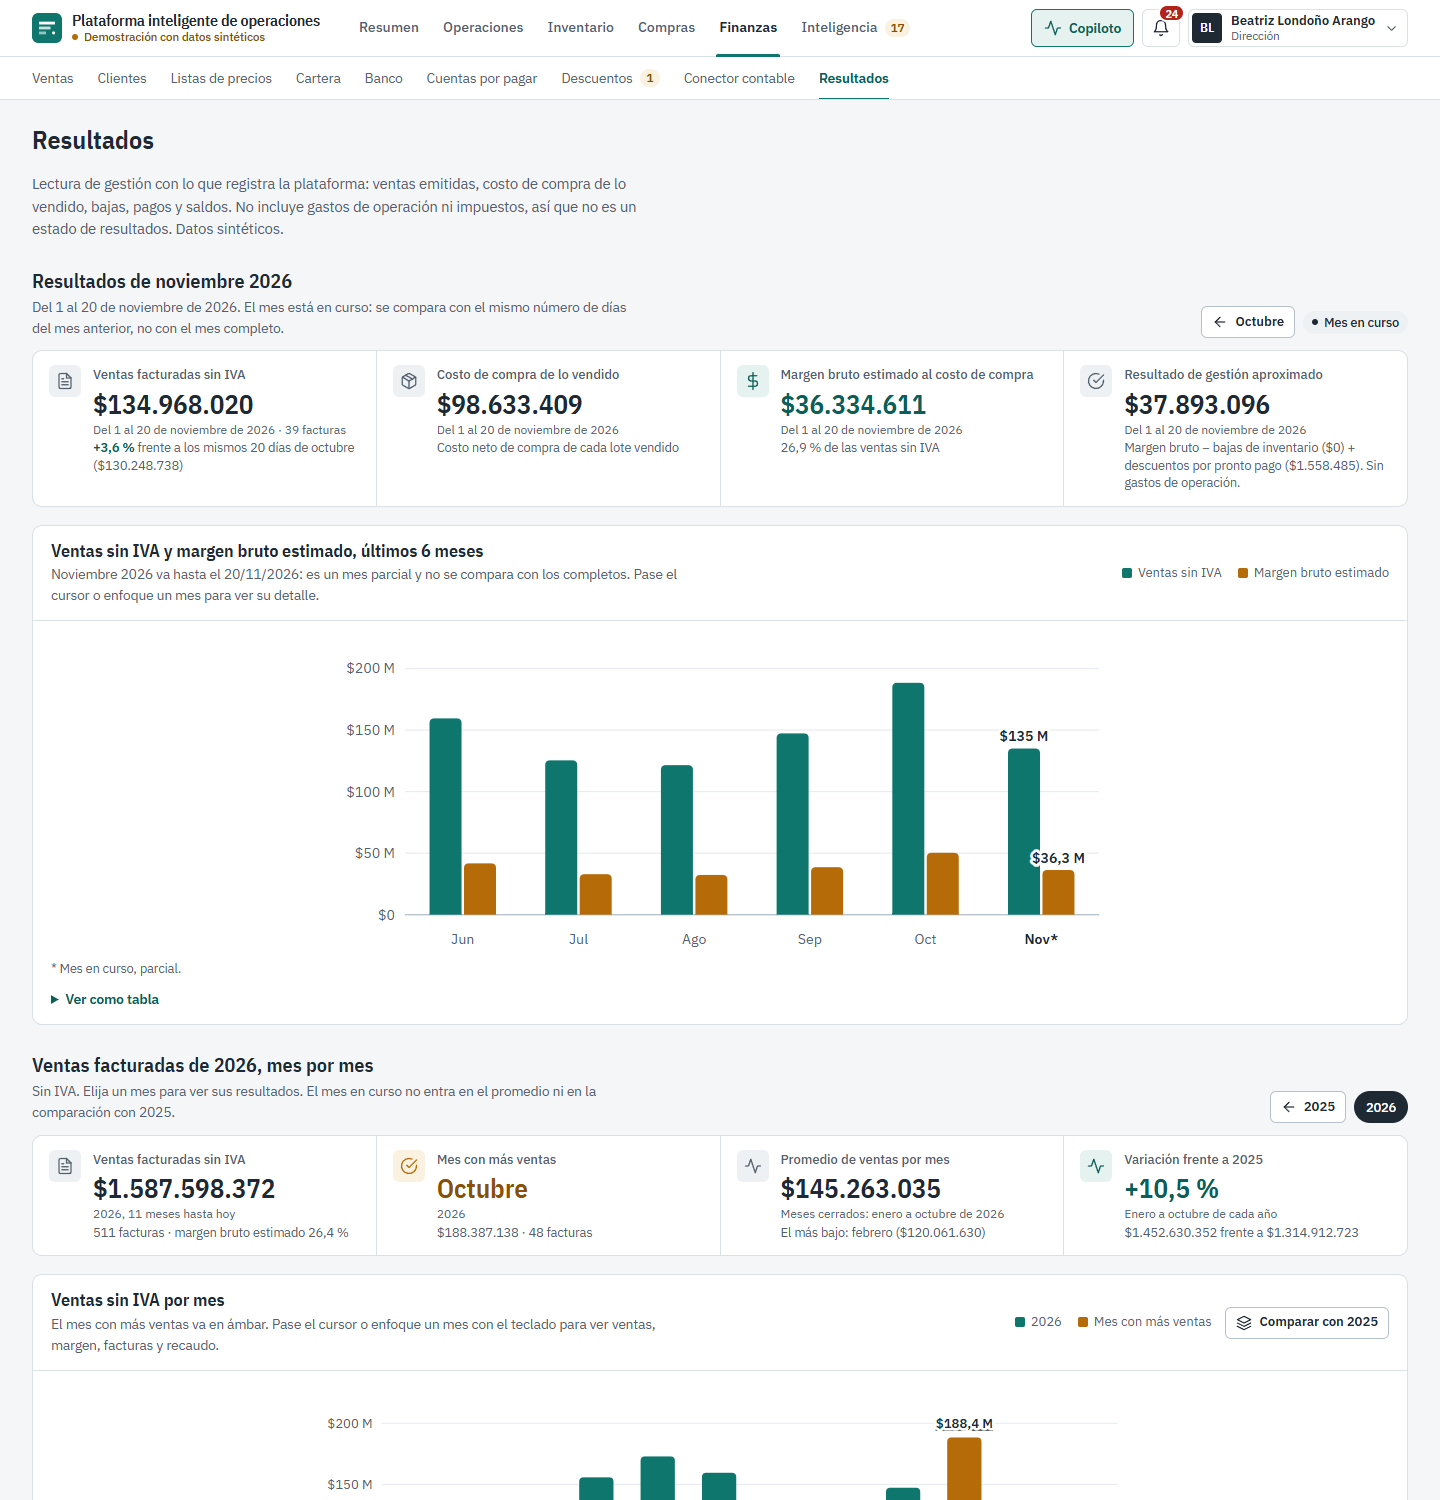 Plataforma inteligente de operaciones
Demostración con datos sintéticos
Resumen
Operaciones
Inventario
Compras
Finanzas
Inteligencia 17
Copiloto
24
BL
Beatriz Londoño Arango
Dirección
Ventas
Clientes
Listas de precios
Cartera
Banco
Cuentas por pagar
Descuentos 1
Conector contable
Resultados
Resultados
Lectura de gestión con lo que registra la plataforma: ventas emitidas, costo de compra de lo
vendido, bajas, pagos y saldos. No incluye gastos de operación ni impuestos, así que no es un
estado de resultados. Datos sintéticos.
Resultados de noviembre 2026
Del 1 al 20 de noviembre de 2026. El mes está en curso: se compara con el mismo número de días
del mes anterior, no con el mes completo.
← Octubre
• Mes en curso
Ventas facturadas sin IVA
$134.968.020
Del 1 al 20 de noviembre de 2026 · 39 facturas
+3,6 % frente a los mismos 20 días de octubre
($130.248.738)
Costo de compra de lo vendido
$98.633.409
Del 1 al 20 de noviembre de 2026
Costo neto de compra de cada lote vendido
Margen bruto estimado al costo de compra
$36.334.611
Del 1 al 20 de noviembre de 2026
26,9 % de las ventas sin IVA
Resultado de gestión aproximado
$37.893.096
Del 1 al 20 de noviembre de 2026
Margen bruto – bajas de inventario ($0) +
descuentos por pronto pago ($1.558.485). Sin
gastos de operación.
Ventas sin IVA y margen bruto estimado, últimos 6 meses
Noviembre 2026 va hasta el 20/11/2026: es un mes parcial y no se compara con los completos. Pase el
cursor o enfoque un mes para ver su detalle.
Ventas sin IVA
Margen bruto estimado
$200 M
$150 M
$100 M
$50 M
$0
$135 M
$36,3 M
Jun
Jul
Ago
Sep
Oct
Nov*
* Mes en curso, parcial.
▶ Ver como tabla
Ventas facturadas de 2026, mes por mes
Sin IVA. Elija un mes para ver sus resultados. El mes en curso no entra en el promedio ni en la
comparación con 2025.
← 2025
2026
Ventas facturadas sin IVA
$1.587.598.372
2026, 11 meses hasta hoy
511 facturas · margen bruto estimado 26,4 %
Mes con más ventas
Octubre
2026
$188.387.138 · 48 facturas
Promedio de ventas por mes
$145.263.035
Meses cerrados: enero a octubre de 2026
El más bajo: febrero ($120.061.630)
Variación frente a 2025
+10,5 %
Enero a octubre de cada año
$1.452.630.352 frente a $1.314.912.723
Ventas sin IVA por mes
El mes con más ventas va en ámbar. Pase el cursor o enfoque un mes con el teclado para ver ventas,
margen, facturas y recaudo.
2026
Mes con más ventas
Comparar con 2025
$200 M
$150 M
$188,4 M